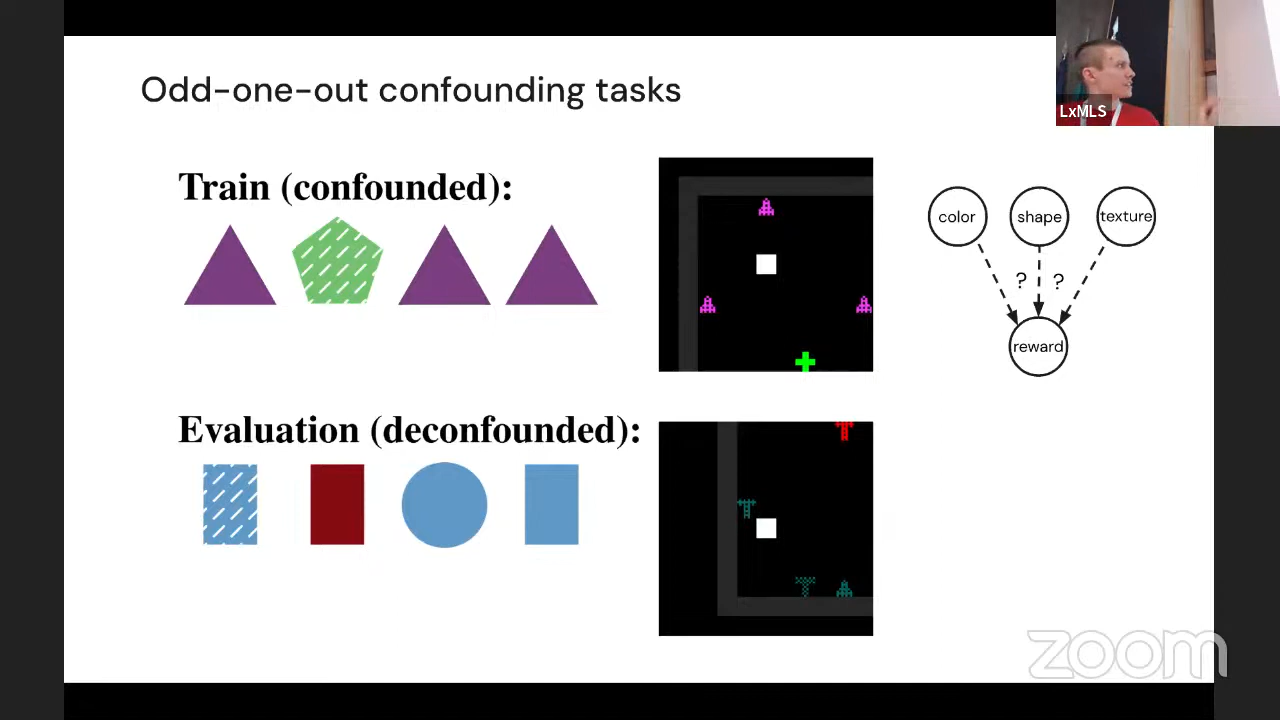 Odd-one-out confounding tasks
LxMLS
Train (confounded):
color
shape
texture
? ?
reward
Evaluation (deconfounded):
zoom